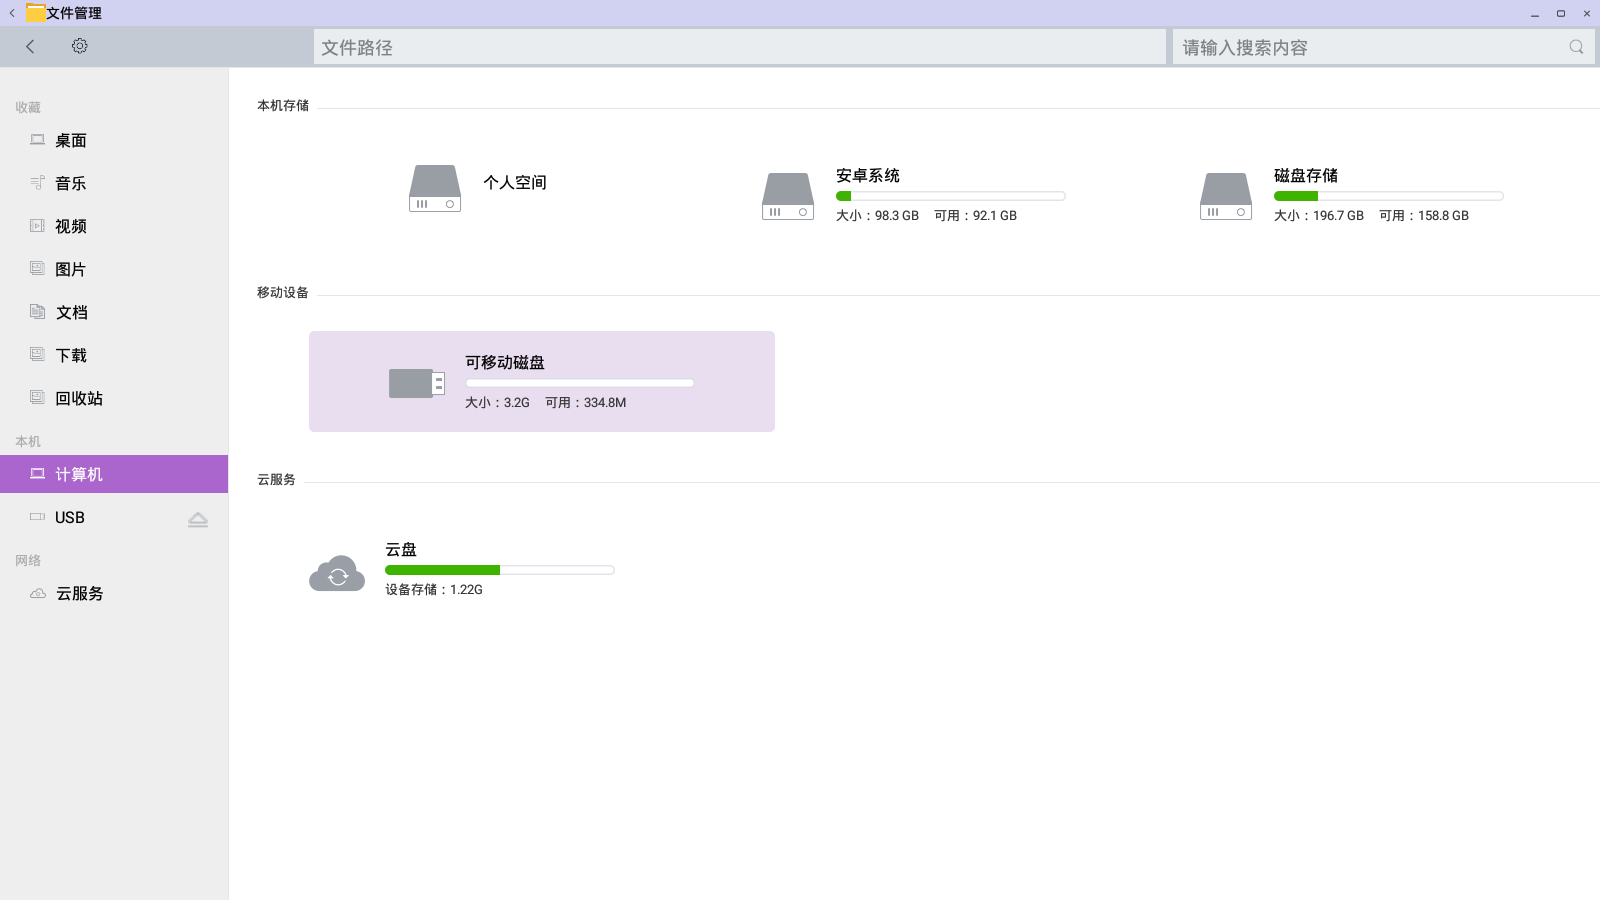 文件管理
文件路径
请输入搜索内容
收藏
桌面
音乐
视频
图片
文档
下载
回收站
本机
计算机
USB
网络
云服务
本机存储
个人空间
安卓系统
大小：98.3 GB 可用：92.1 GB
磁盘存储
大小：196.7 GB 可用：158.8 GB
移动设备
可移动磁盘
大小：3.2G 可用：334.8M
云服务
云盘
设备存储：1.22G